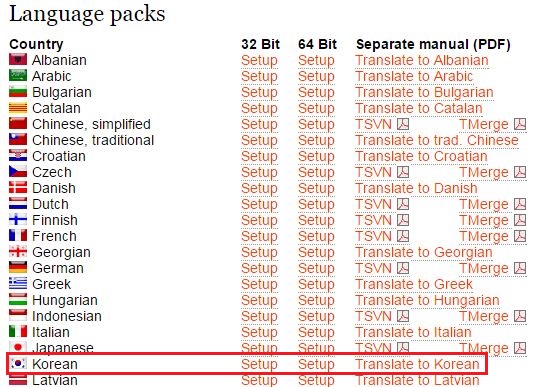 Language packs
Country 32 Bit 64 Bit Separate manual (PDF)
Albanian Setup Setup Translate to Albanian
Arabic Setup Setup Translate to Arabic
Bulgarian Setup Setup Translate to Bulgarian
Catalan Setup Setup Translate to Catalan
Chinese, simplified Setup Setup TSVN TMerge
Chinese, traditional Setup Setup Translate to trad. Chinese
Croatian Setup Setup Translate to Croatian
Czech Setup Setup TSVN TMerge
Danish Setup Setup Translate to Danish
Dutch Setup Setup TSVN TMerge
Finnish Setup Setup TSVN TMerge
French Setup Setup TSVN TMerge
Georgian Setup Setup Translate to Georgian
German Setup Setup TSVN TMerge
Greek Setup Setup Translate to Greek
Hungarian Setup Setup Translate to Hungarian
Indonesian Setup Setup TSVN TMerge
Italian Setup Setup Translate to Italian
Japanese Setup Setup TSVN TMerge
Korean Setup Setup Translate to Korean
Latvian Setup Setup Translate to Latvian